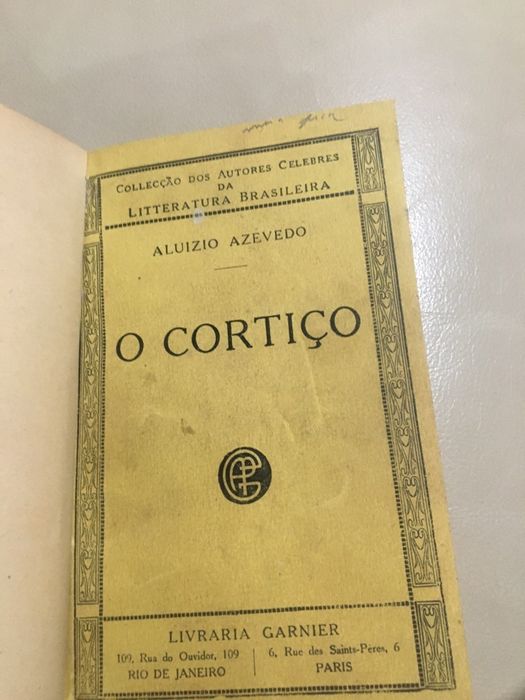 COLLECÇÃO DOS AUTORES CELEBRES
DA
LITTERATURA BRASILEIRA
ALUIZIO AZEVEDO
O CORTIÇO
LIVRARIA GARNIER
109, Rua do Ouvidor, 109
RIO DE JANEIRO
6, Rue des Saints-Pères, 6
PARIS